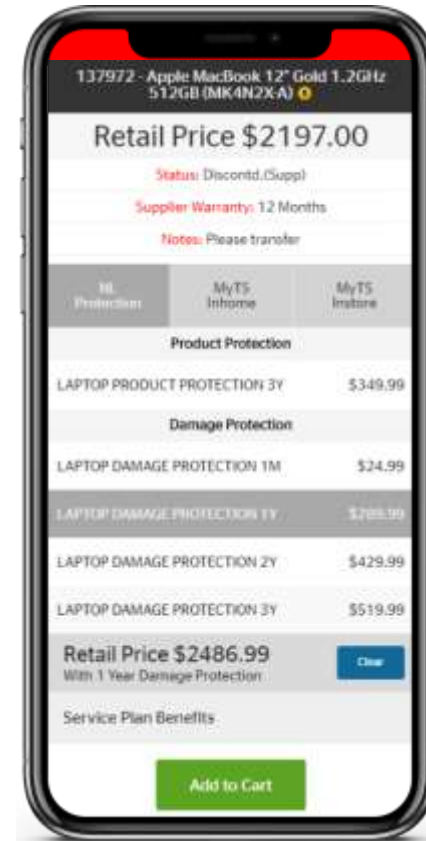 137972 - Apple MacBook 12" Gold 1.2GHz
512GB (MK4N2X-A)
Retail Price $2197.00
Status: Discontd.(Supp)
Supplier Warranty: 12 Months
Notes: Please transfer
Protection
MyTS
Inhome
MyTS
Instore
Product Protection
LAPTOP PRODUCT PROTECTION 3Y $349.99
Damage Protection
LAPTOP DAMAGE PROTECTION 1M $24.99
LAPTOP DAMAGE PROTECTION 1Y $289.99
LAPTOP DAMAGE PROTECTION 2Y $429.99
LAPTOP DAMAGE PROTECTION 3Y $519.99
Retail Price $2486.99
With 1 Year Damage Protection
Clear
Service Plan Benefits
Add to Cart